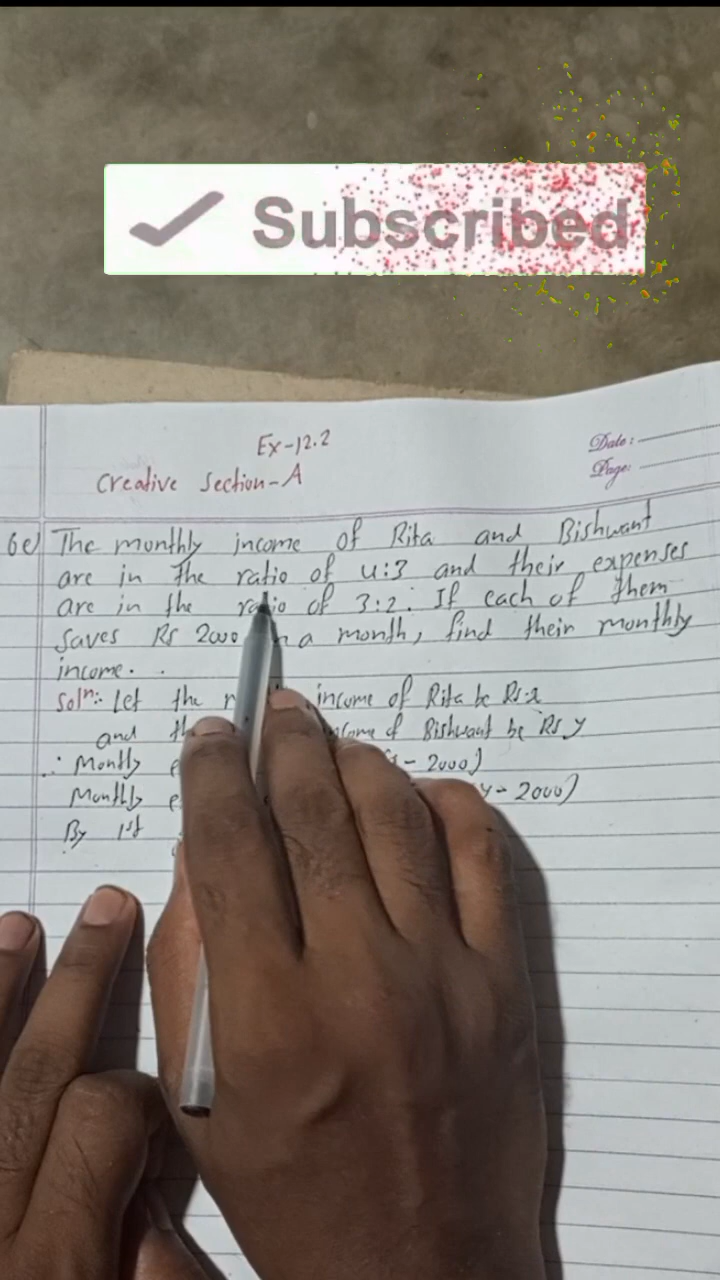 Subscribed
Ex-12.2
Date:
Creative Section-A
Page:
6e) The monthly income of Rita and Bishwant
are in the ratio of 4:3 and their expenses
are in the ratio of 3:2. If each of them
saves Rs 2000 in a month, find their monthly
income.
Solⁿ:- Let the income of Rita be Rs x
and income of Bishwant be Rs y
∴ Monthly - 2000)
Monthly (y - 2000)
By 1st